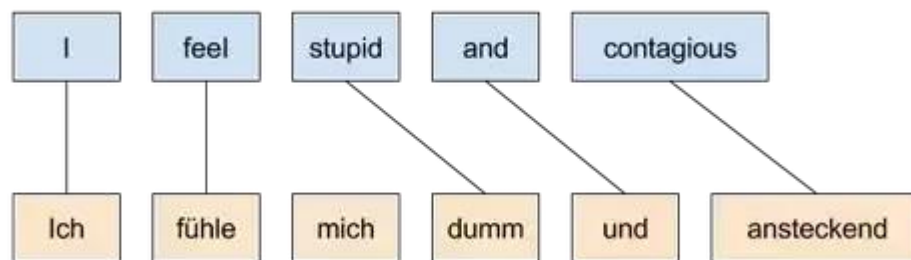 I feel stupid and contagious
Ich fühle mich dumm und ansteckend